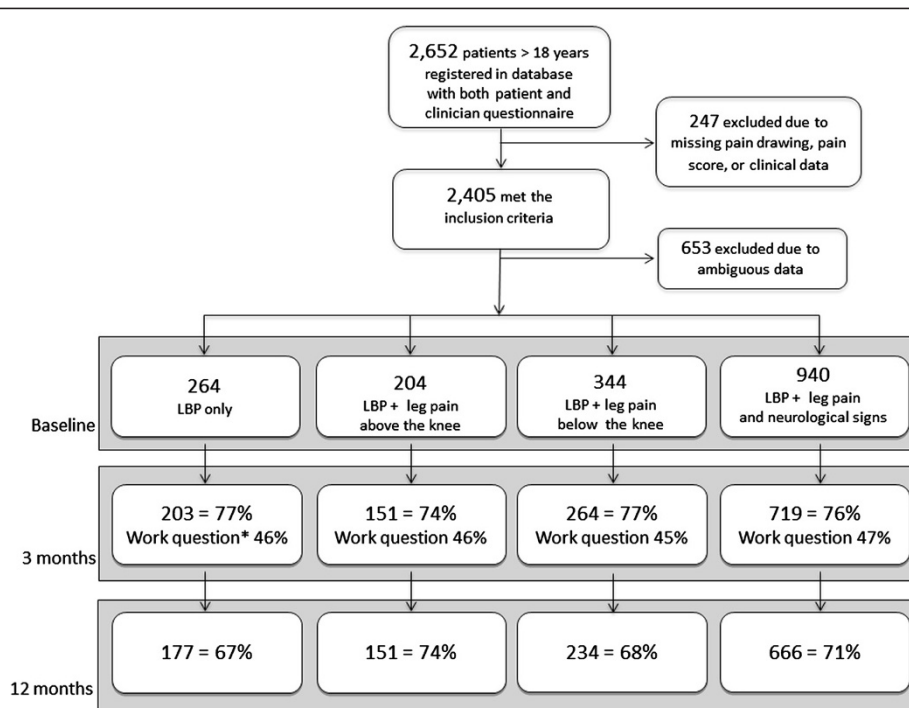 2,652 patients > 18 years
registered in database
with both patient and
clinician questionnaire
247 excluded due to
missing pain drawing, pain
score, or clinical data
2,405 met the
inclusion criteria
653 excluded due to
ambiguous data
Baseline
264
LBP only
204
LBP + leg pain
above the knee
344
LBP + leg pain
below the knee
940
LBP + leg pain
and neurological signs
3 months
203 = 77%
Work question* 46%
151 = 74%
Work question 46%
264 = 77%
Work question 45%
719 = 76%
Work question 47%
12 months
177 = 67%
151 = 74%
234 = 68%
666 = 71%